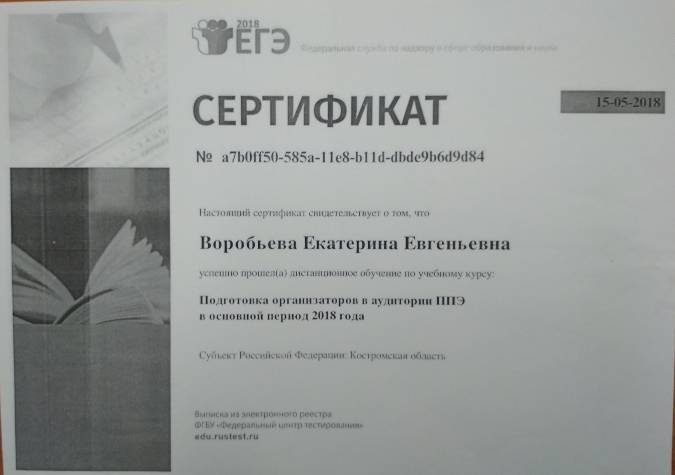 2018
ЕГЭ
Федеральная служба по надзору в сфере образования и науки
СЕРТИФИКАТ
15-05-2018
№ a7b0ff50-585a-11e8-b11d-dbde9b6d9d84
Настоящий сертификат свидетельствует о том, что
Воробьева Екатерина Евгеньевна
успешно прошел(а) дистанционное обучение по учебному курсу:
Подготовка организаторов в аудитории ППЭ
в основной период 2018 года
Субъект Российской Федерации: Костромская область
Выписка из электронного реестра
ФГБУ «Федеральный центр тестирования»
edu.rustest.ru